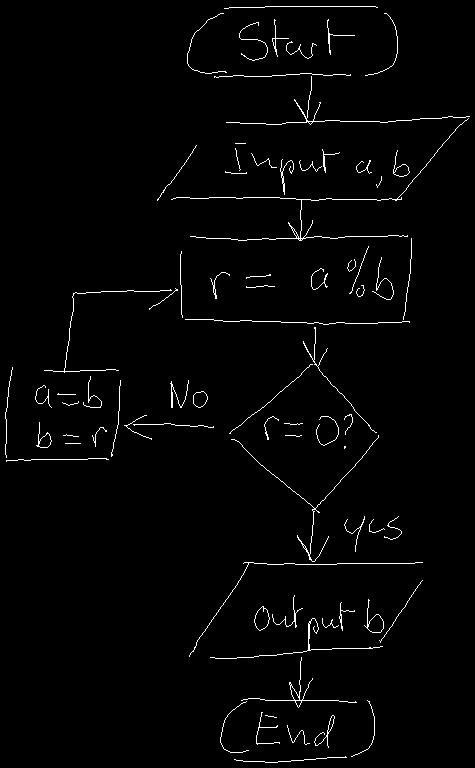 Start
Input a, b
r = a % b
r = 0?
No
a = b
b = r
yes
output b
End